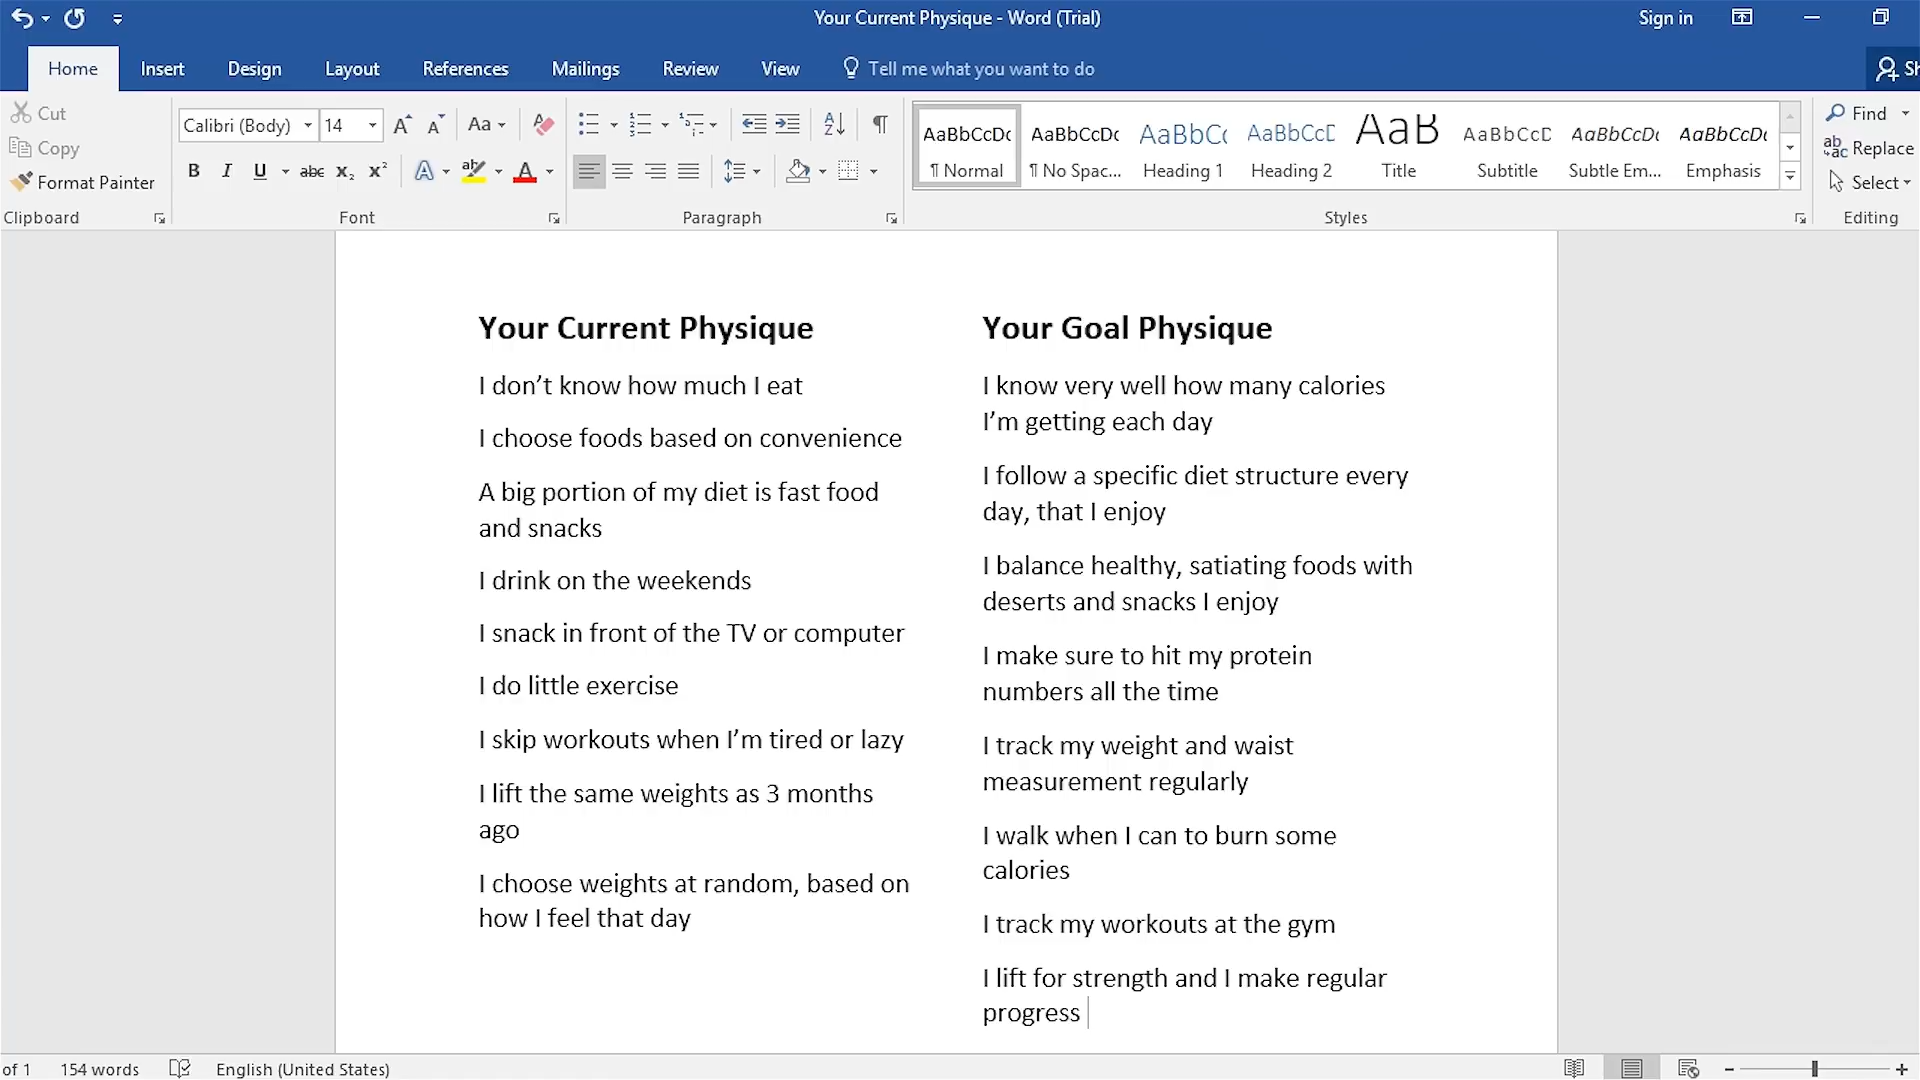 Your Current Physique - Word (Trial)
Sign in
Home
Insert
Design
Layout
References
Mailings
Review
View
Tell me what you want to do
Cut
Copy
Format Painter
Clipboard
Calibri (Body)
14
Aa
B I U abc x₂ x²
A
A
Font
Paragraph
AaBbCcDc
¶ Normal
AaBbCcDc
¶ No Spac...
AaBbCc
Heading 1
AaBbCcD
Heading 2
AaB
Title
AaBbCcD
Subtitle
AaBbCcDc
Subtle Em...
AaBbCcDc
Emphasis
Styles
Find
Replace
Select
Editing
Your Current Physique
I don’t know how much I eat
I choose foods based on convenience
A big portion of my diet is fast food
and snacks
I drink on the weekends
I snack in front of the TV or computer
I do little exercise
I skip workouts when I’m tired or lazy
I lift the same weights as 3 months
ago
I choose weights at random, based on
how I feel that day
Your Goal Physique
I know very well how many calories
I’m getting each day
I follow a specific diet structure every
day, that I enjoy
I balance healthy, satiating foods with
deserts and snacks I enjoy
I make sure to hit my protein
numbers all the time
I track my weight and waist
measurement regularly
I walk when I can to burn some
calories
I track my workouts at the gym
I lift for strength and I make regular
progress
of 1
154 words
English (United States)